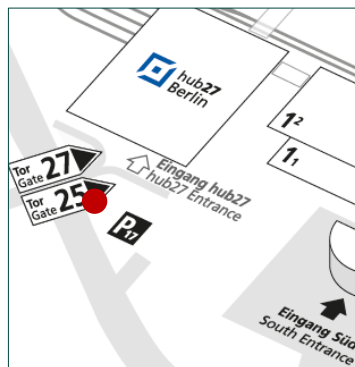 hub27
Berlin
1²
1₁
Tor
Gate 27
Tor
Gate 25
Eingang hub27
hub27 Entrance
P17
Eingang Süd
South Entrance